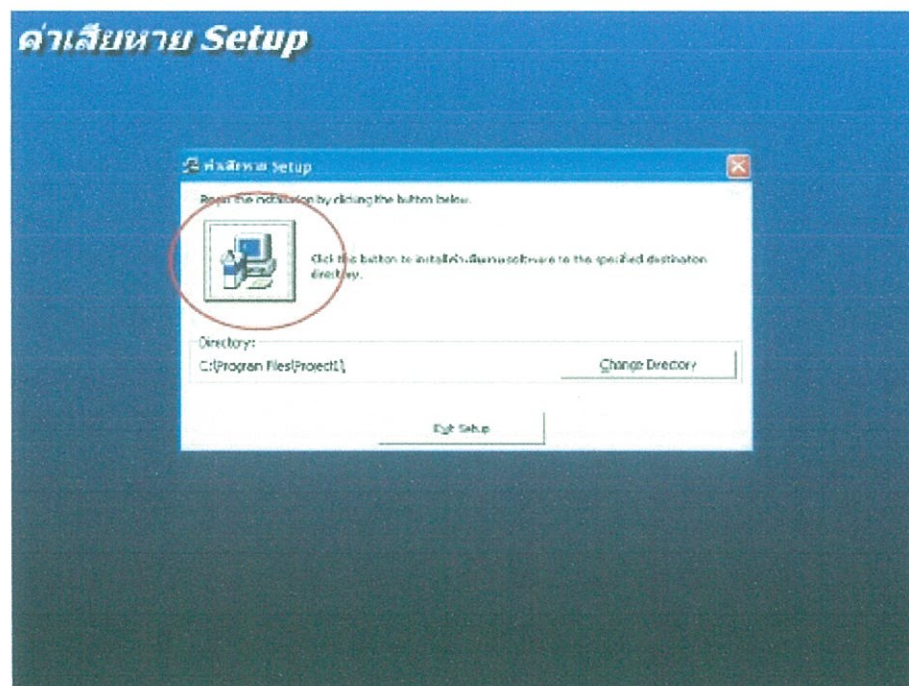 ค่าเสียหาย Setup
ค่าเสียหาย Setup
Begin the installation by clicking the button below.
Click this button to install ค่าเสียหาย software to the specified destination
directory.
Directory:
C:\Program Files\Project1\
Change Directory
Exit Setup